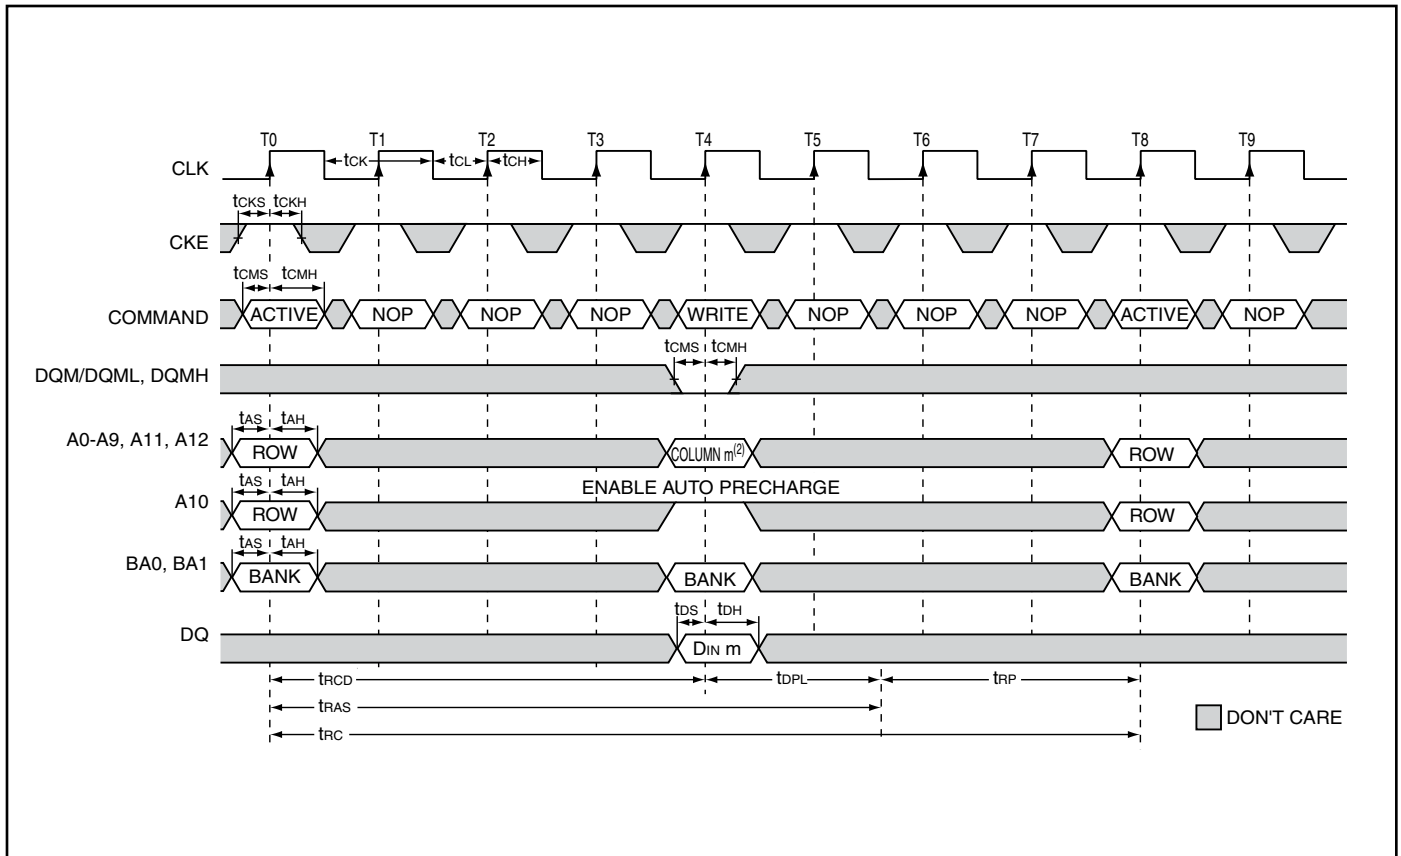 T0 T1 T2 T3 T4 T5 T6 T7 T8 T9
CLK
tCK tCL tCH
tCKS tCKH
CKE
tCMS tCMH
COMMAND ACTIVE NOP NOP NOP WRITE NOP NOP NOP ACTIVE NOP
tCMS tCMH
DQM/DQML, DQMH
tAS tAH
A0-A9, A11, A12 ROW COLUMN m(2) ROW
tAS tAH ENABLE AUTO PRECHARGE
A10 ROW ROW
tAS tAH
BA0, BA1 BANK BANK BANK
tDS tDH
DQ DIN m
tRCD tDPL tRP
tRAS
tRC
DON'T CARE